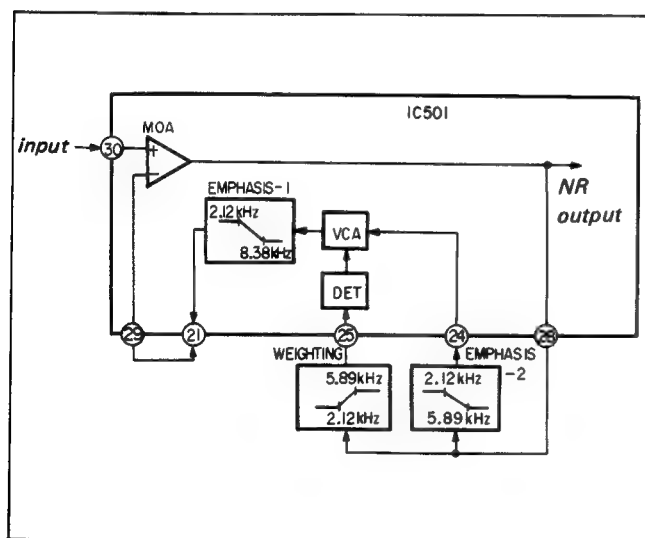 IC501
MOA
input
30
+
−
NR
output
EMPHASIS-1
2.12kHz
8.38kHz
VCA
DET
29
21
25
24
28
WEIGHTING
5.89kHz
2.12kHz
EMPHASIS
-2
2.12kHz
5.89kHz